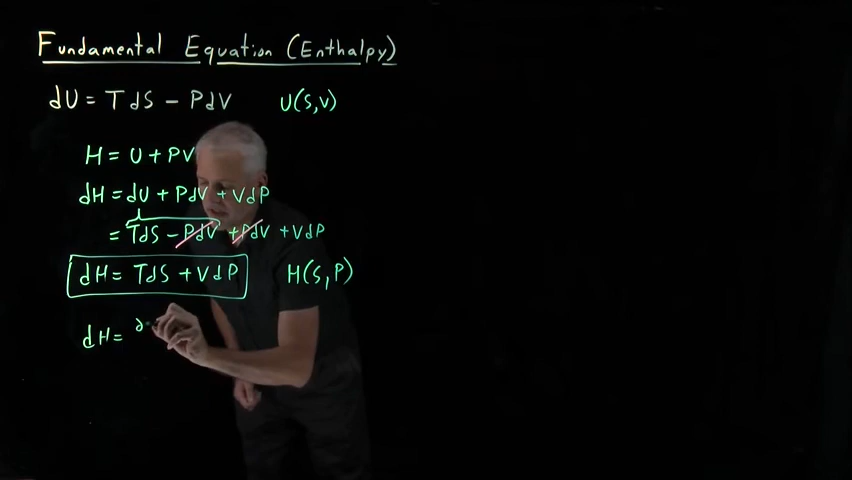 Fundamental Equation (Enthalpy)
dU = TdS − PdV U(S,V)
H = U + PV
dH = dU + PdV + VdP
= TdS − PdV + PdV + VdP
dH = TdS + VdP H(S,P)
dH = ∂